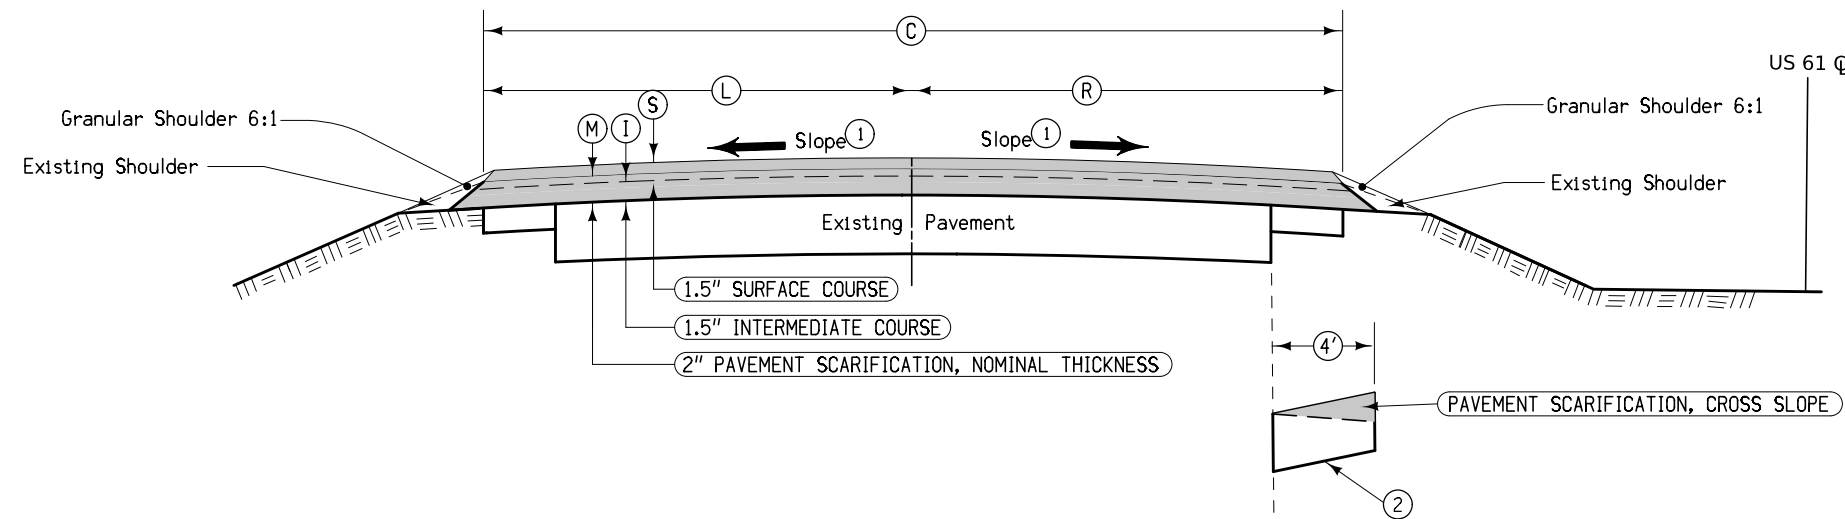 C
US 61 ℄
L
R
S
Granular Shoulder 6:1
Granular Shoulder 6:1
M
I
Slope 1
Slope 1
Existing Shoulder
Existing Shoulder
Existing Pavement
1.5" SURFACE COURSE
1.5" INTERMEDIATE COURSE
2" PAVEMENT SCARIFICATION, NOMINAL THICKNESS
4'
PAVEMENT SCARIFICATION, CROSS SLOPE
2